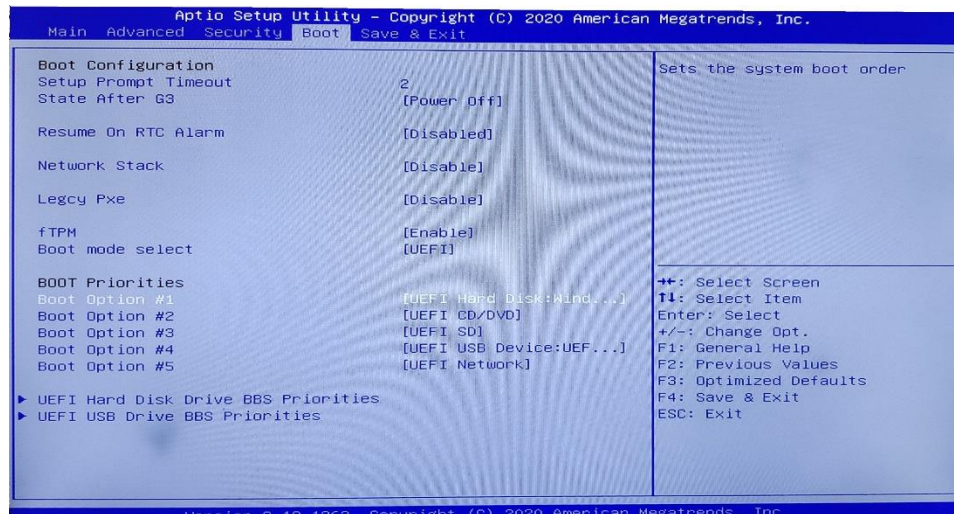 Aptio Setup Utility – Copyright (C) 2020 American Megatrends, Inc.
Main Advanced Security Boot Save & Exit
Boot Configuration
Setup Prompt Timeout 2
State After G3 [Power Off]
Resume On RTC Alarm [Disabled]
Network Stack [Disable]
Legcy Pxe [Disable]
fTPM [Enable]
Boot mode select [UEFI]
BOOT Priorities
Boot Option #1 [UEFI Hard Disk:Wind...]
Boot Option #2 [UEFI CD/DVD]
Boot Option #3 [UEFI SD]
Boot Option #4 [UEFI USB Device:UEF...]
Boot Option #5 [UEFI Network]
► UEFI Hard Disk Drive BBS Priorities
► UEFI USB Drive BBS Priorities
Sets the system boot order
→←: Select Screen
↑↓: Select Item
Enter: Select
+/-: Change Opt.
F1: General Help
F2: Previous Values
F3: Optimized Defaults
F4: Save & Exit
ESC: Exit
Copyright (C) 2020 American Megatrends, Inc.